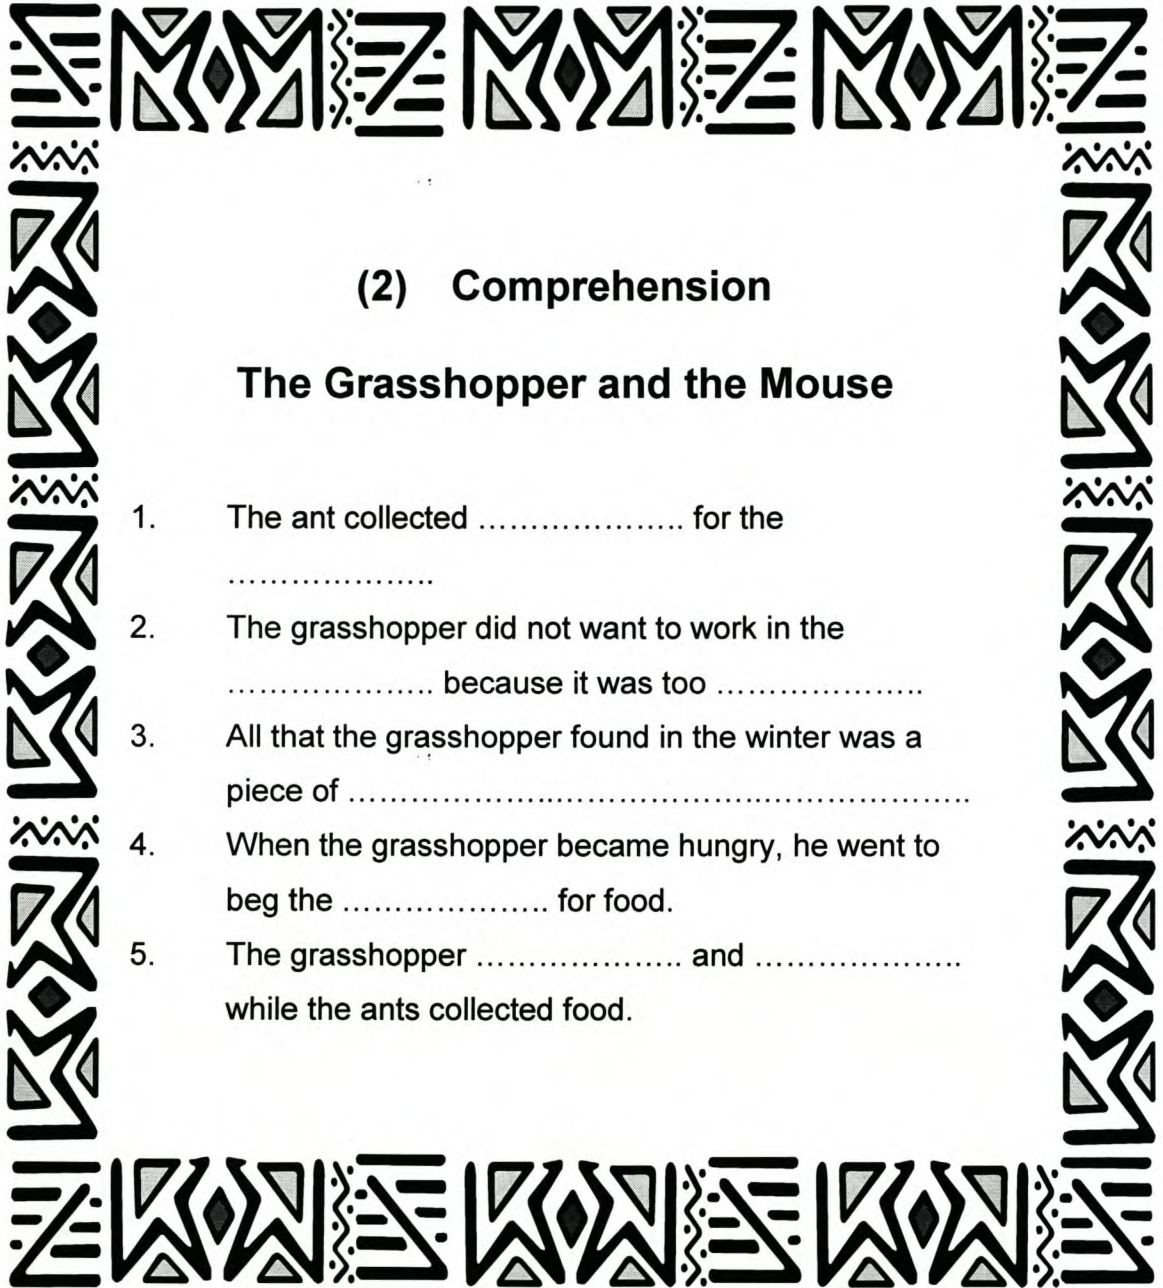 (2) Comprehension
The Grasshopper and the Mouse
1. The ant collected ………………….. for the
…………………..
2. The grasshopper did not want to work in the
………………….. because it was too …………………..
3. All that the grasshopper found in the winter was a
piece of …………………..…………………..…………………..
4. When the grasshopper became hungry, he went to
beg the ………………….. for food.
5. The grasshopper ………………….. and …………………..
while the ants collected food.